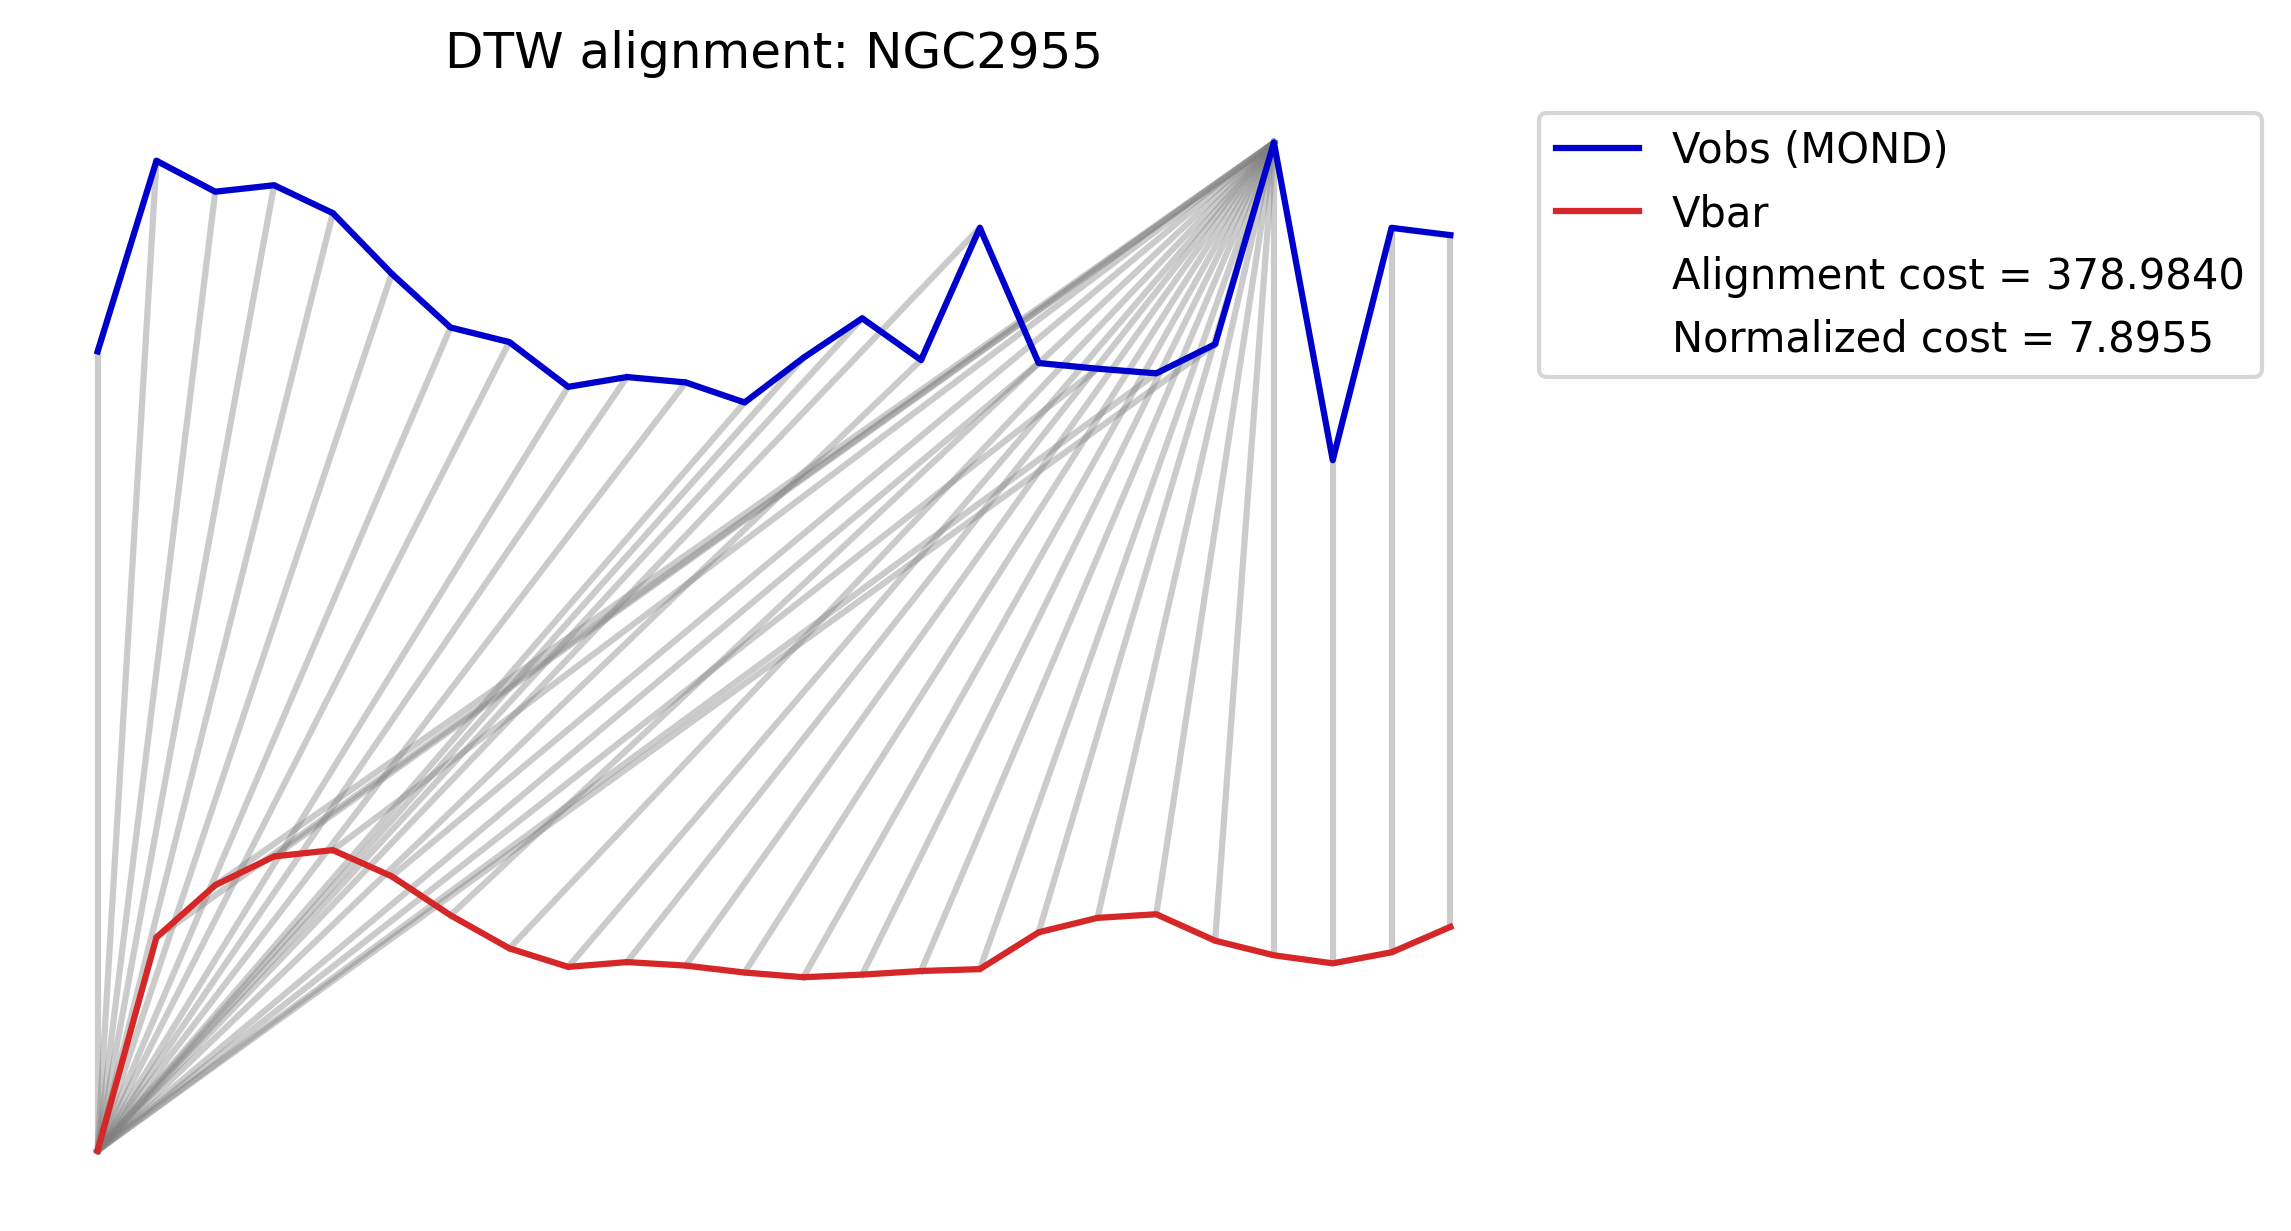 DTW alignment: NGC2955
Vobs (MOND)
Vbar
Alignment cost = 378.9840
Normalized cost = 7.8955